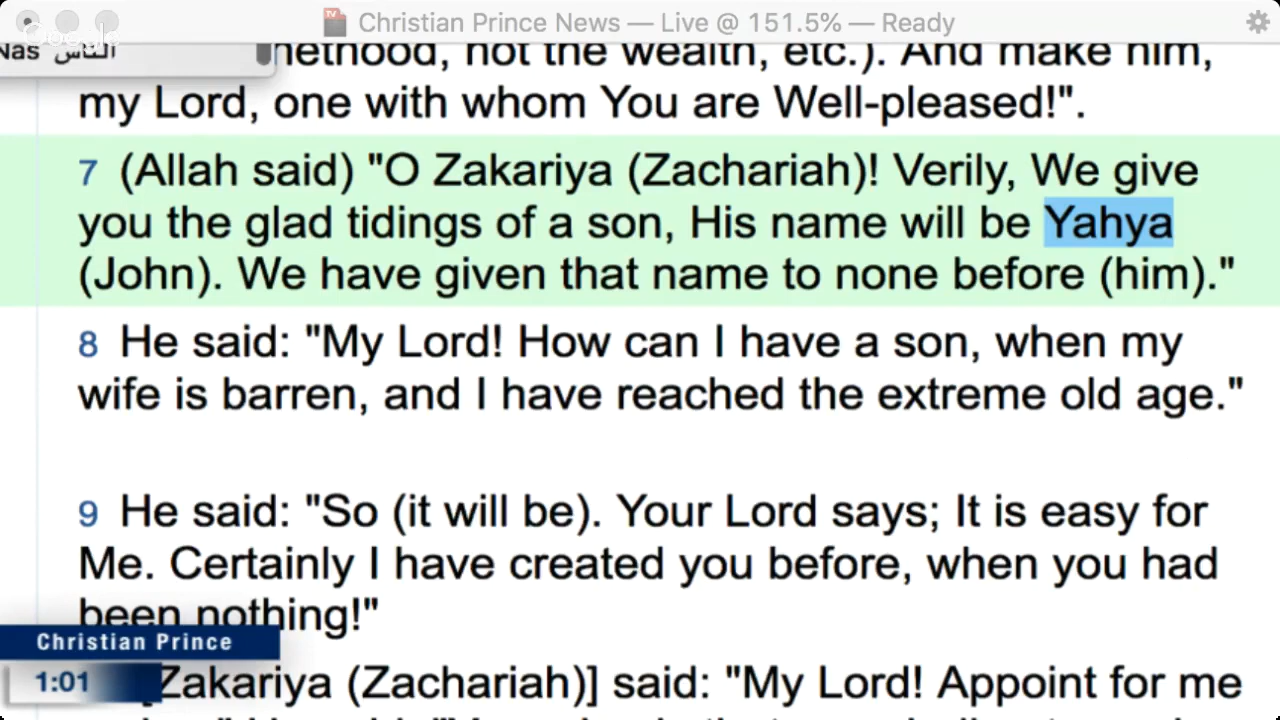 Christian Prince News — Live @ 151.5% — Ready
Google
Nas الناس
hethood, not the wealth, etc.). And make him,
my Lord, one with whom You are Well-pleased!".
7 (Allah said) "O Zakariya (Zachariah)! Verily, We give
you the glad tidings of a son, His name will be Yahya
(John). We have given that name to none before (him)."
8 He said: "My Lord! How can I have a son, when my
wife is barren, and I have reached the extreme old age."
9 He said: "So (it will be). Your Lord says; It is easy for
Me. Certainly I have created you before, when you had
been nothing!"
Christian Prince
1:01
[Zakariya (Zachariah)] said: "My Lord! Appoint for me